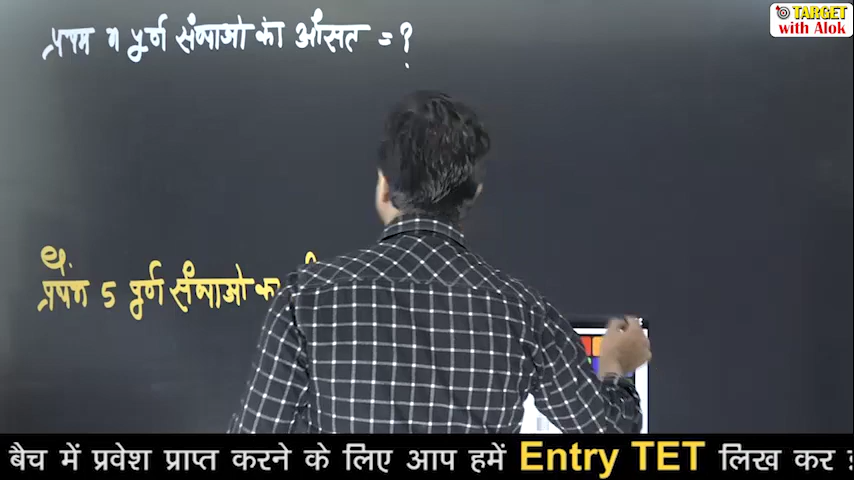 TARGET
with Alok
प्रथम n पूर्ण संख्याओ का औसत = ?
Q.
प्रथम 5 पूर्ण संख्याओ का
बैच में प्रवेश प्राप्त करने के लिए आप हमें Entry TET लिख कर